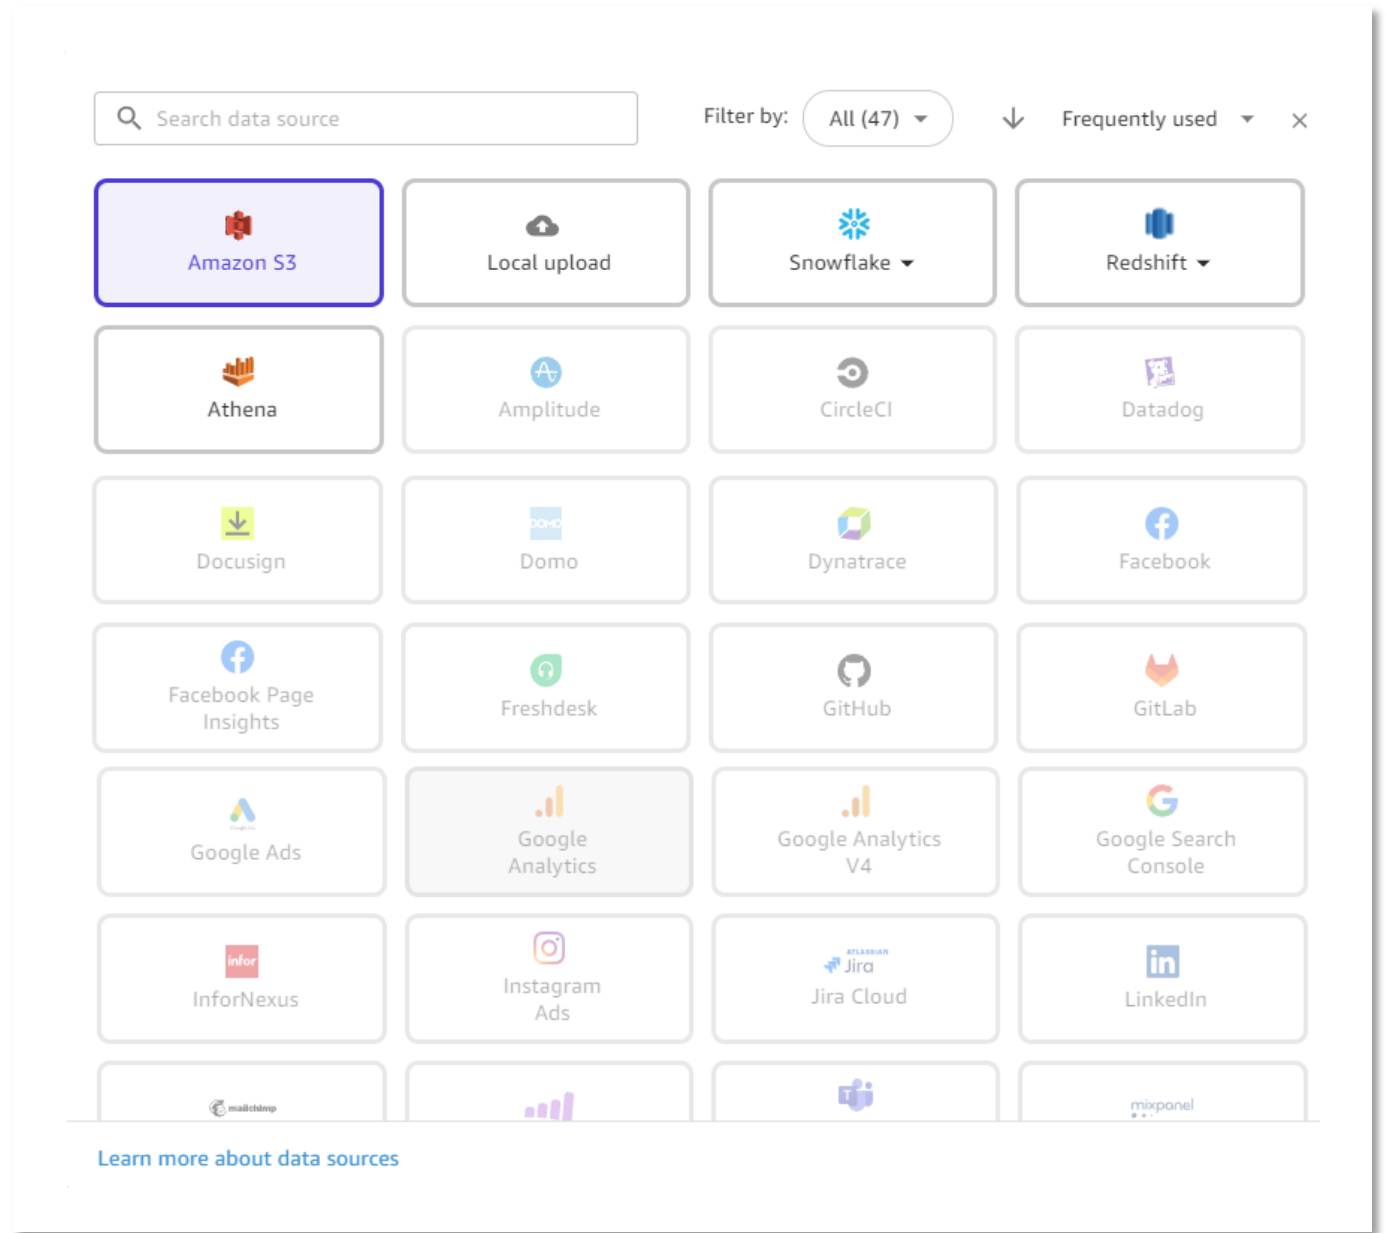 Search data source
Filter by: All (47) Frequently used
Amazon S3 Local upload Snowflake Redshift
Athena Amplitude CircleCI Datadog
DOMO
Docusign Domo Dynatrace Facebook
Facebook Page
Insights
Freshdesk GitHub GitLab
Google Ads
Google
Analytics
Google Analytics
V4
Google Search
Console
infor
InforNexus
Instagram
Ads
ATLASSIAN
Jira
Jira Cloud
in
LinkedIn
mailchimp
T
mixpanel
Learn more about data sources